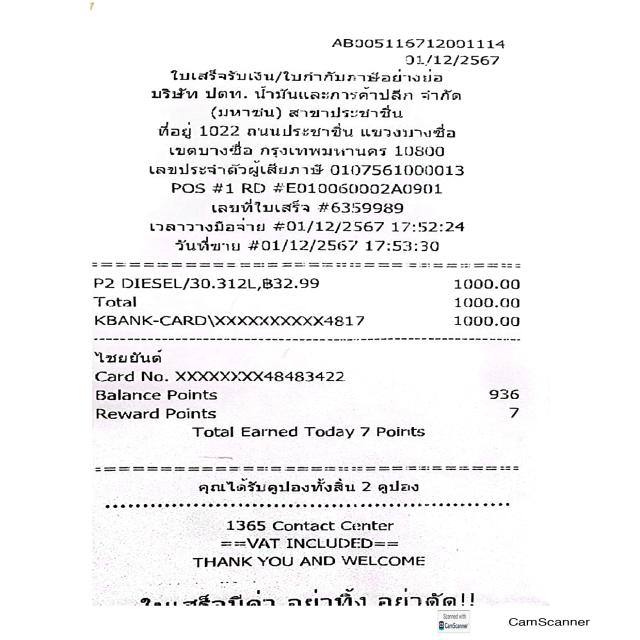 AB005116712001114
01/12/2567
ใบเสร็จรับเงิน/ใบกำกับภาษีอย่างย่อ
บริษัท ปตท. น้ำมันและการค้าปลีก จำกัด
(มหาชน) สาขาประชาชื่น
ที่อยู่ 1022 ถนนประชาชื่น แขวงบางซื่อ
เขตบางซื่อ กรุงเทพมหานคร 10800
เลขประจำตัวผู้เสียภาษี 0107561000013
POS #1 RD #E010060002A0901
เลขที่ใบเสร็จ #6359989
เวลาวางมือจ่าย #01/12/2567 17:52:24
วันที่ขาย #01/12/2567 17:53:30
P2 DIESEL/30.312L,฿32.99 1000.00
Total 1000.00
KBANK-CARD\XXXXXXXXXX4817 1000.00
ไชยยันต์
Card No. XXXXXXXX48483422
Balance Points 936
Reward Points 7
Total Earned Today 7 Points
คุณได้รับคูปองทั้งสิ้น 2 คูปอง
1365 Contact Center
==VAT INCLUDED==
THANK YOU AND WELCOME
ใบเสร็จมีค่า อย่าทิ้ง อย่าตัด!!
Scanned with
CamScanner
CamScanner